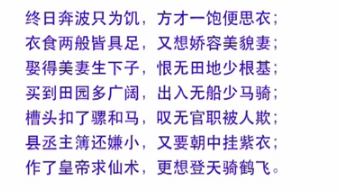 终日奔波只为饥，方才一饱便思衣；
衣食两般皆具足，又想娇容美貌妻；
娶得美妻生下子，恨无田地少根基；
买到田园多广阔，出入无船少马骑；
槽头扣了骡和马，叹无官职被人欺；
县丞主簿还嫌小，又要朝中挂紫衣；
作了皇帝求仙术，更想登天骑鹤飞。